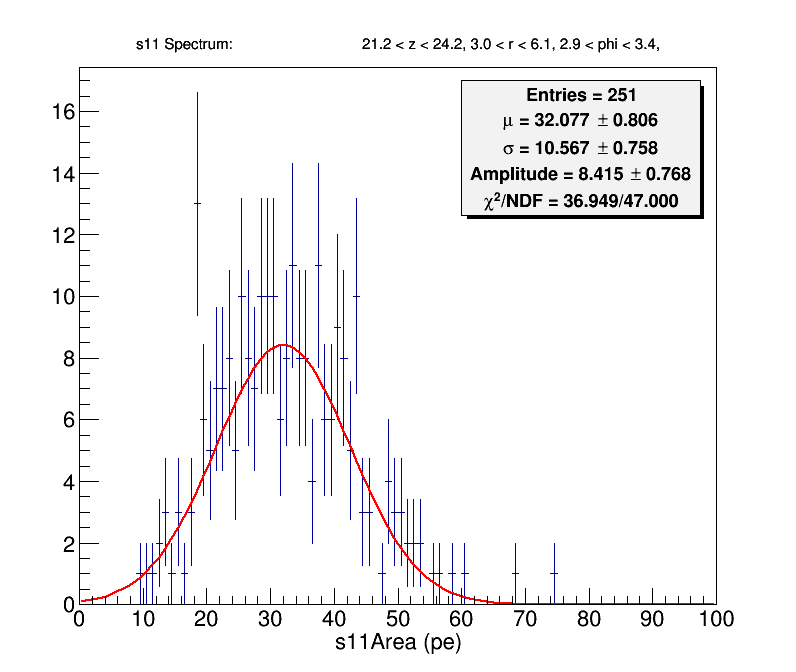 s11 Spectrum: 21.2 < z < 24.2, 3.0 < r < 6.1, 2.9 < phi < 3.4,
Entries = 251
μ = 32.077 ± 0.806
σ = 10.567 ± 0.758
Amplitude = 8.415 ± 0.768
χ²/NDF = 36.949/47.000
16
14
12
10
8
6
4
2
0
0 10 20 30 40 50 60 70 80 90 100
s11Area (pe)